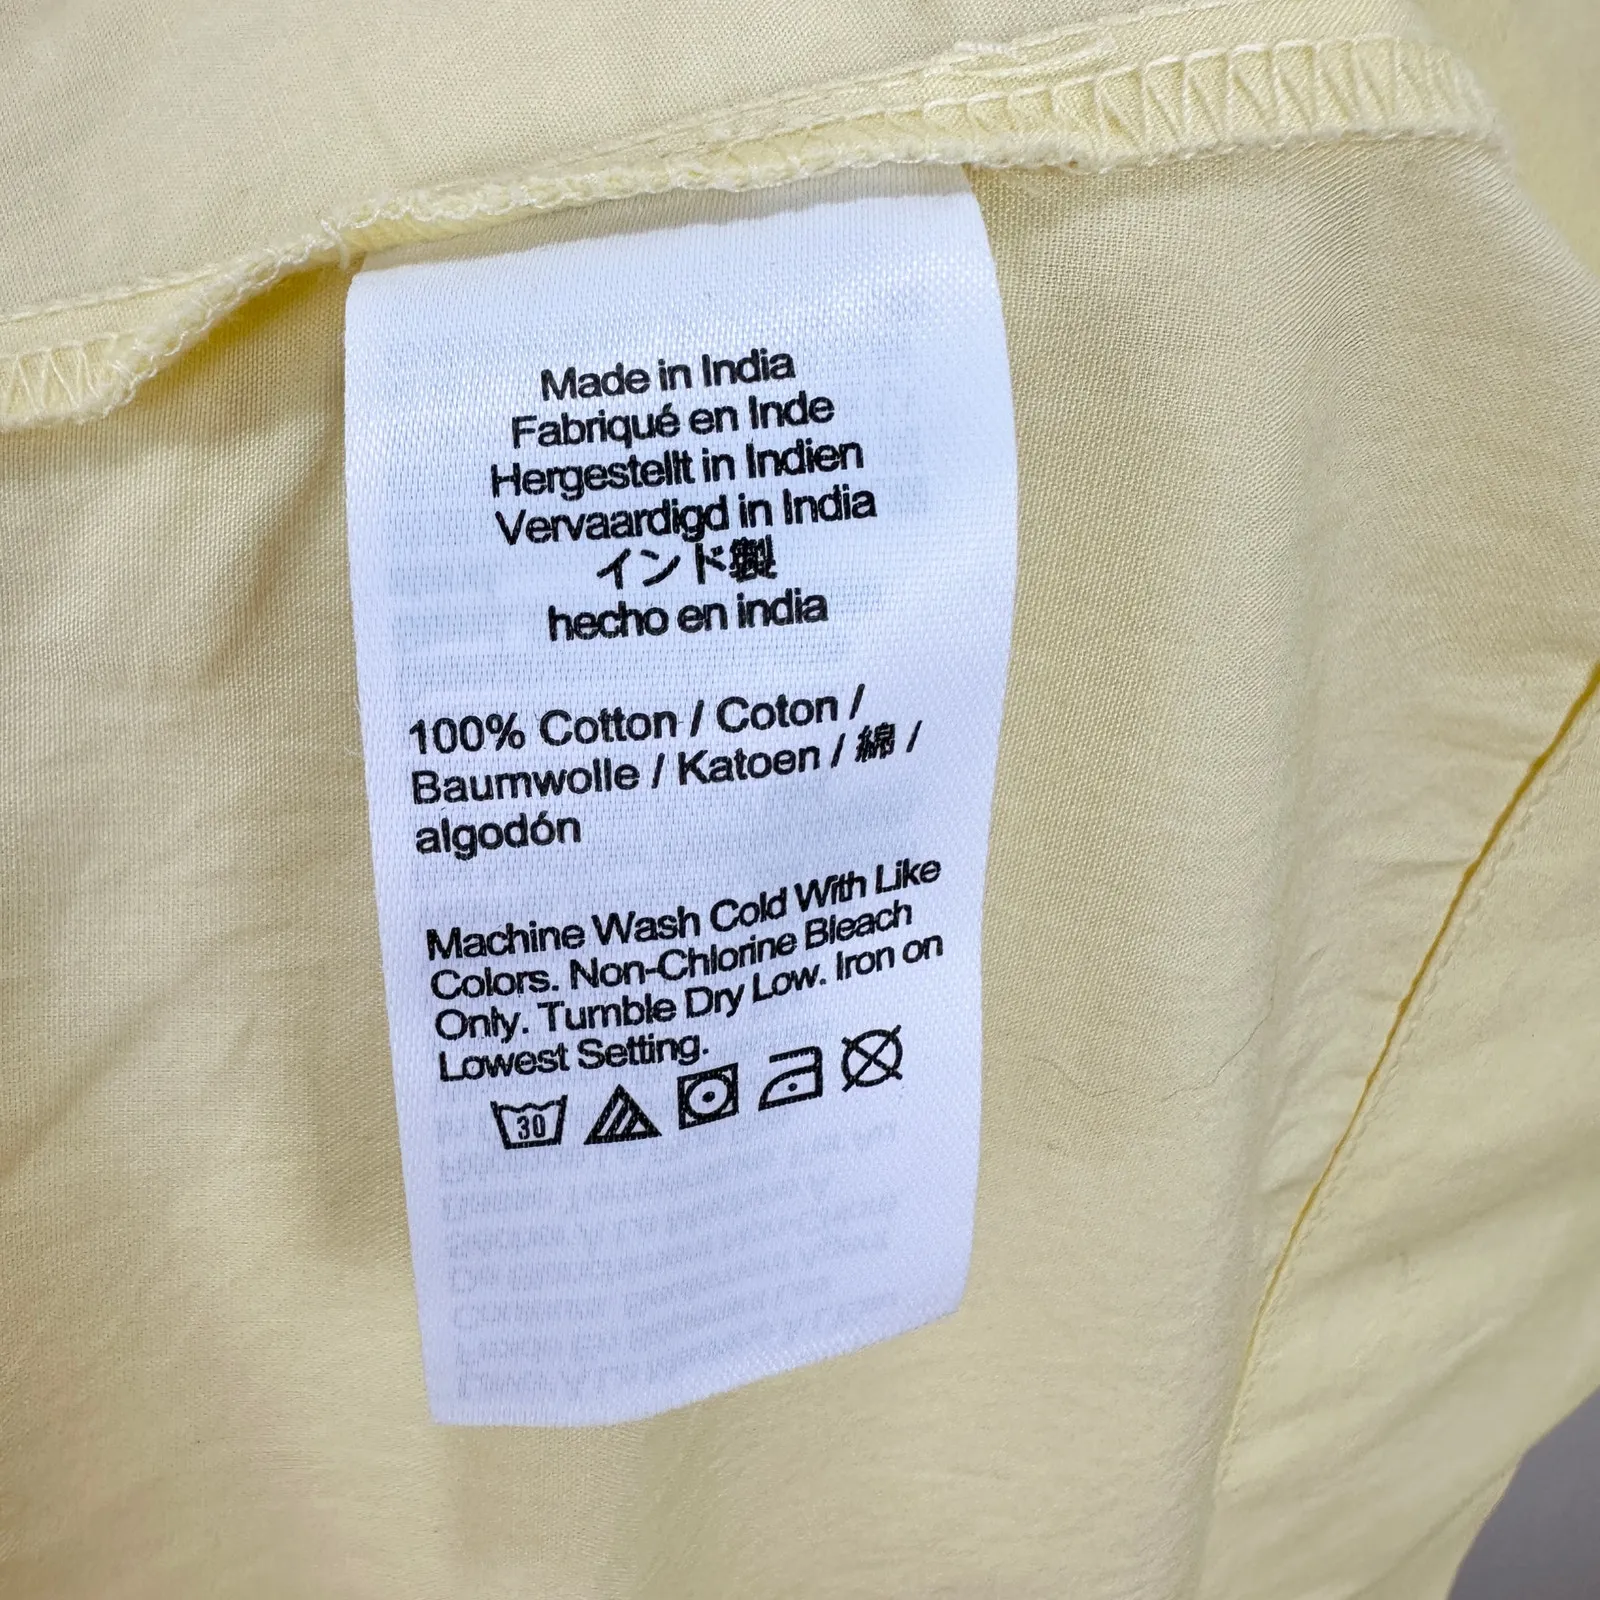 Made in India
Fabriqué en Inde
Hergestellt in Indien
Vervaardigd in India
インド製
hecho en india
100% Cotton / Coton /
Baumwolle / Katoen / 綿 /
algodón
Machine Wash Cold With Like
Colors. Non-Chlorine Bleach
Only. Tumble Dry Low. Iron on
Lowest Setting.
30